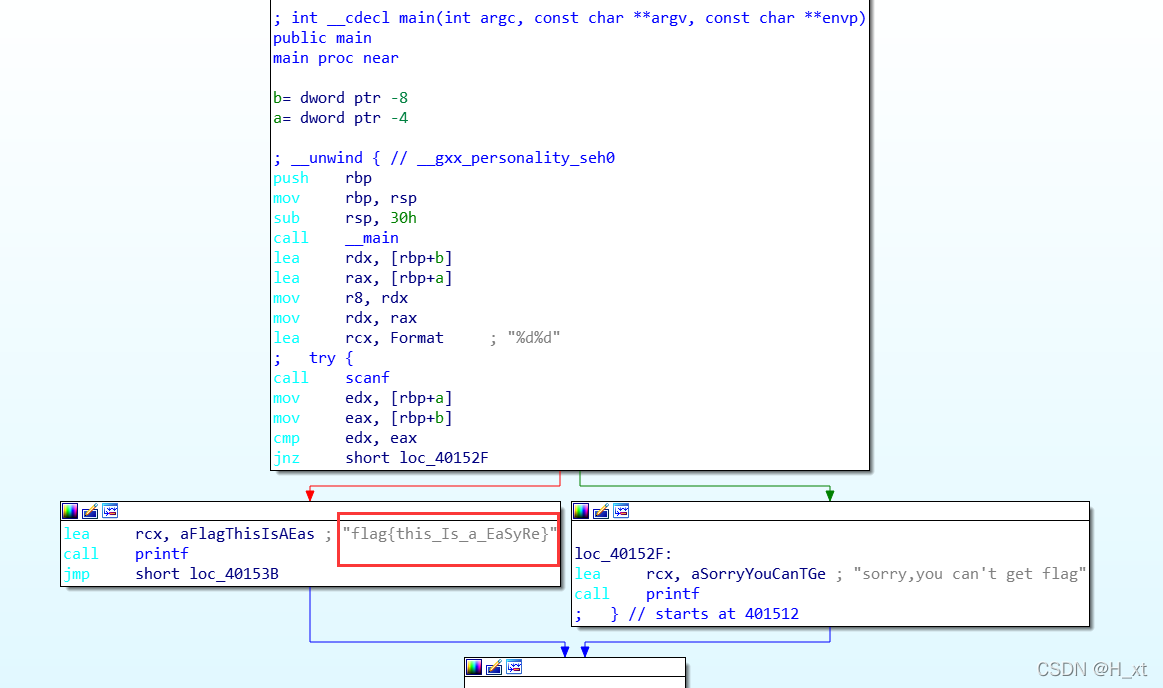 ; int __cdecl main(int argc, const char **argv, const char **envp)
public main
main proc near
b= dword ptr -8
a= dword ptr -4
; __unwind { // __gxx_personality_seh0
push rbp
mov rbp, rsp
sub rsp, 30h
call __main
lea rdx, [rbp+b]
lea rax, [rbp+a]
mov r8, rdx
mov rdx, rax
lea rcx, Format ; "%d%d"
; try {
call scanf
mov edx, [rbp+a]
mov eax, [rbp+b]
cmp edx, eax
jnz short loc_40152F
lea rcx, aFlagThisIsAEas ; "flag{this_Is_a_EaSyRe}"
call printf
jmp short loc_40153B
loc_40152F:
lea rcx, aSorryYouCanTGe ; "sorry,you can't get flag"
call printf
; } // starts at 401512
CSDN @H_xt